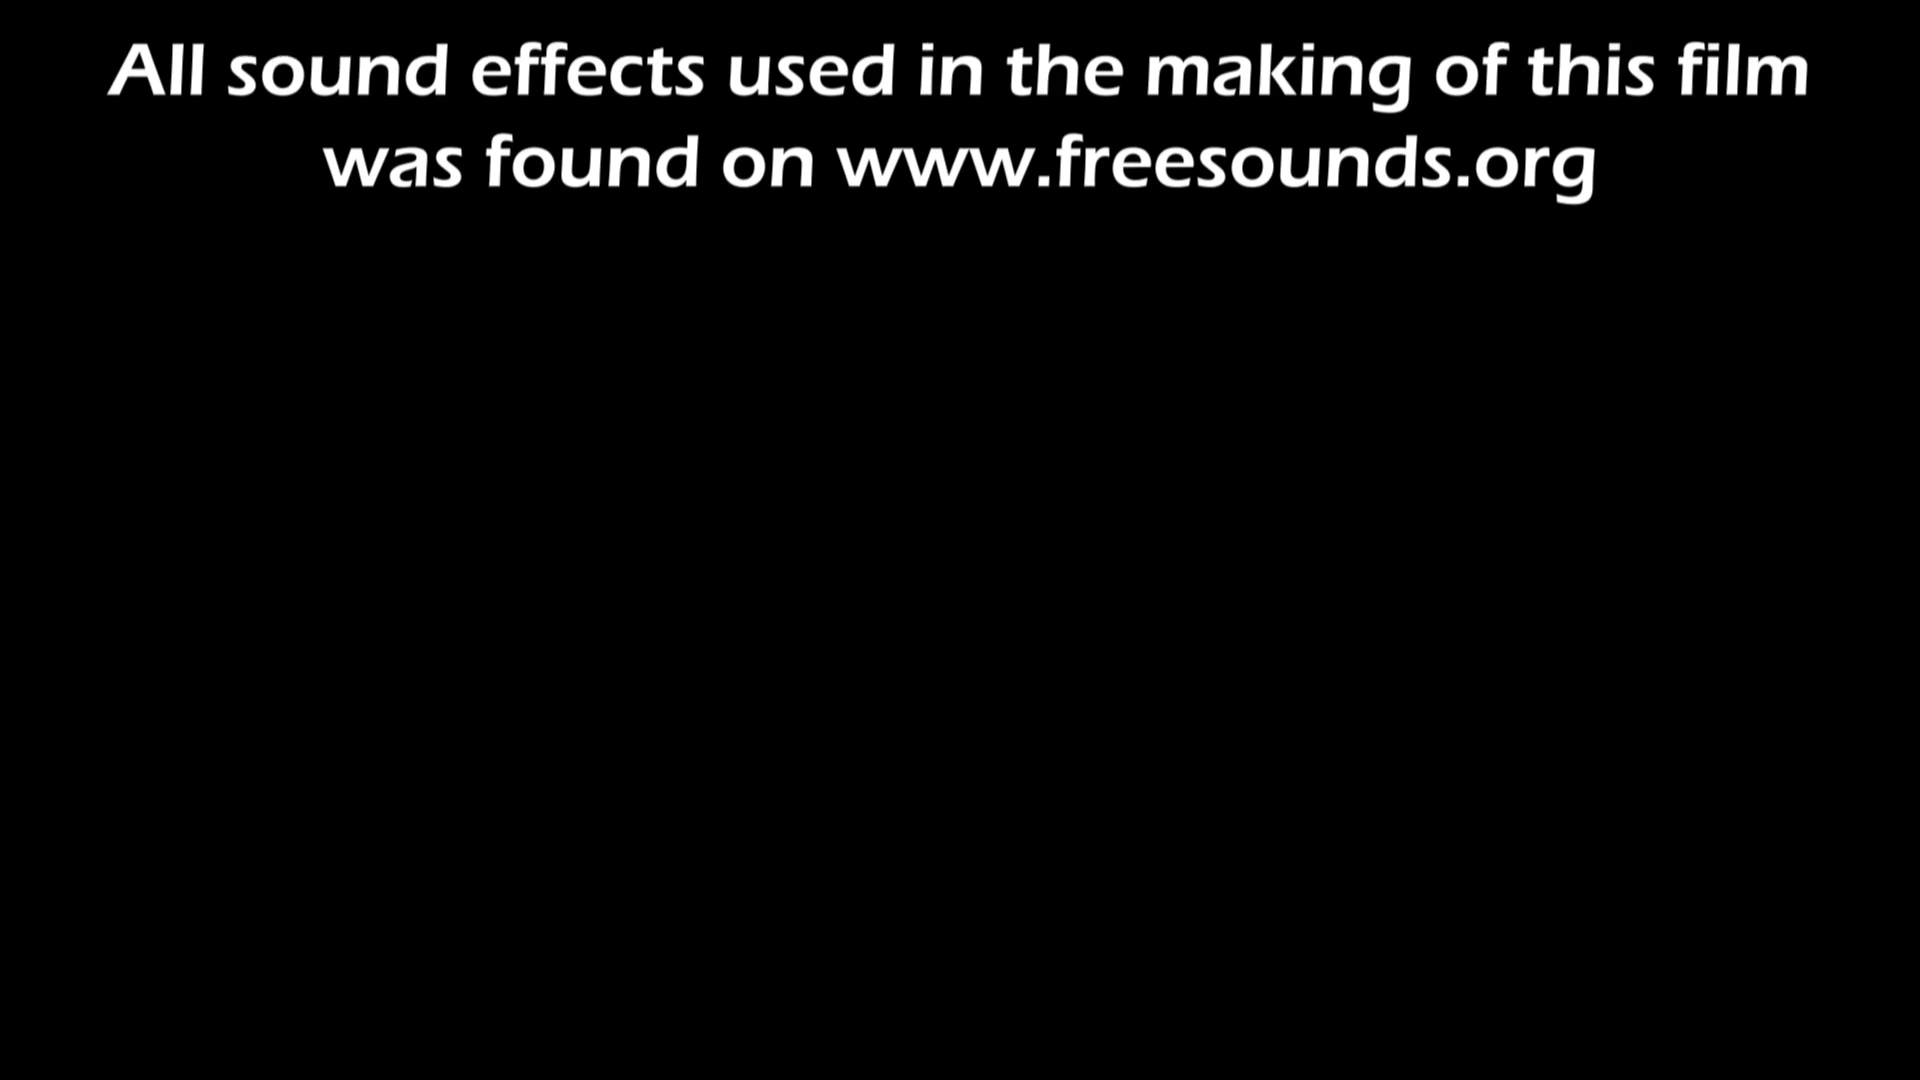 All sound effects used in the making of this film
was found on www.freesounds.org